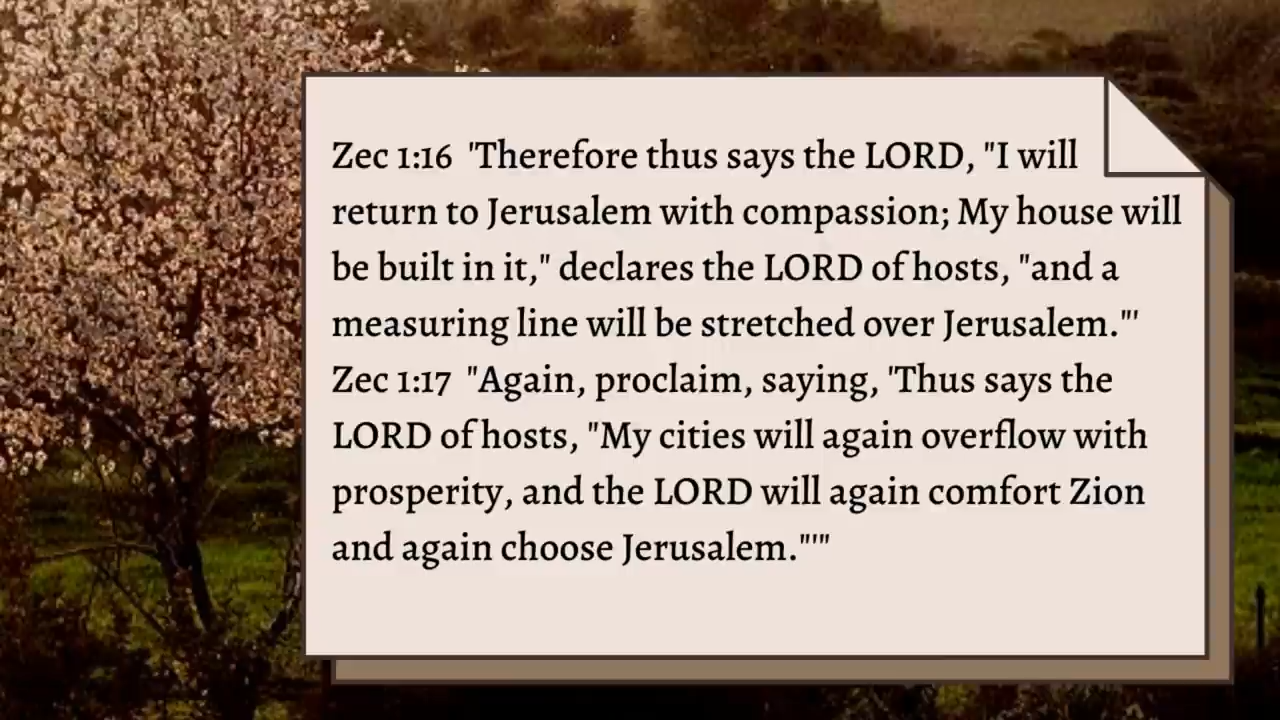 Zec 1:16  'Therefore thus says the LORD, "I will
return to Jerusalem with compassion; My house will
be built in it," declares the LORD of hosts, "and a
measuring line will be stretched over Jerusalem."'
Zec 1:17  "Again, proclaim, saying, 'Thus says the
LORD of hosts, "My cities will again overflow with
prosperity, and the LORD will again comfort Zion
and again choose Jerusalem."'"